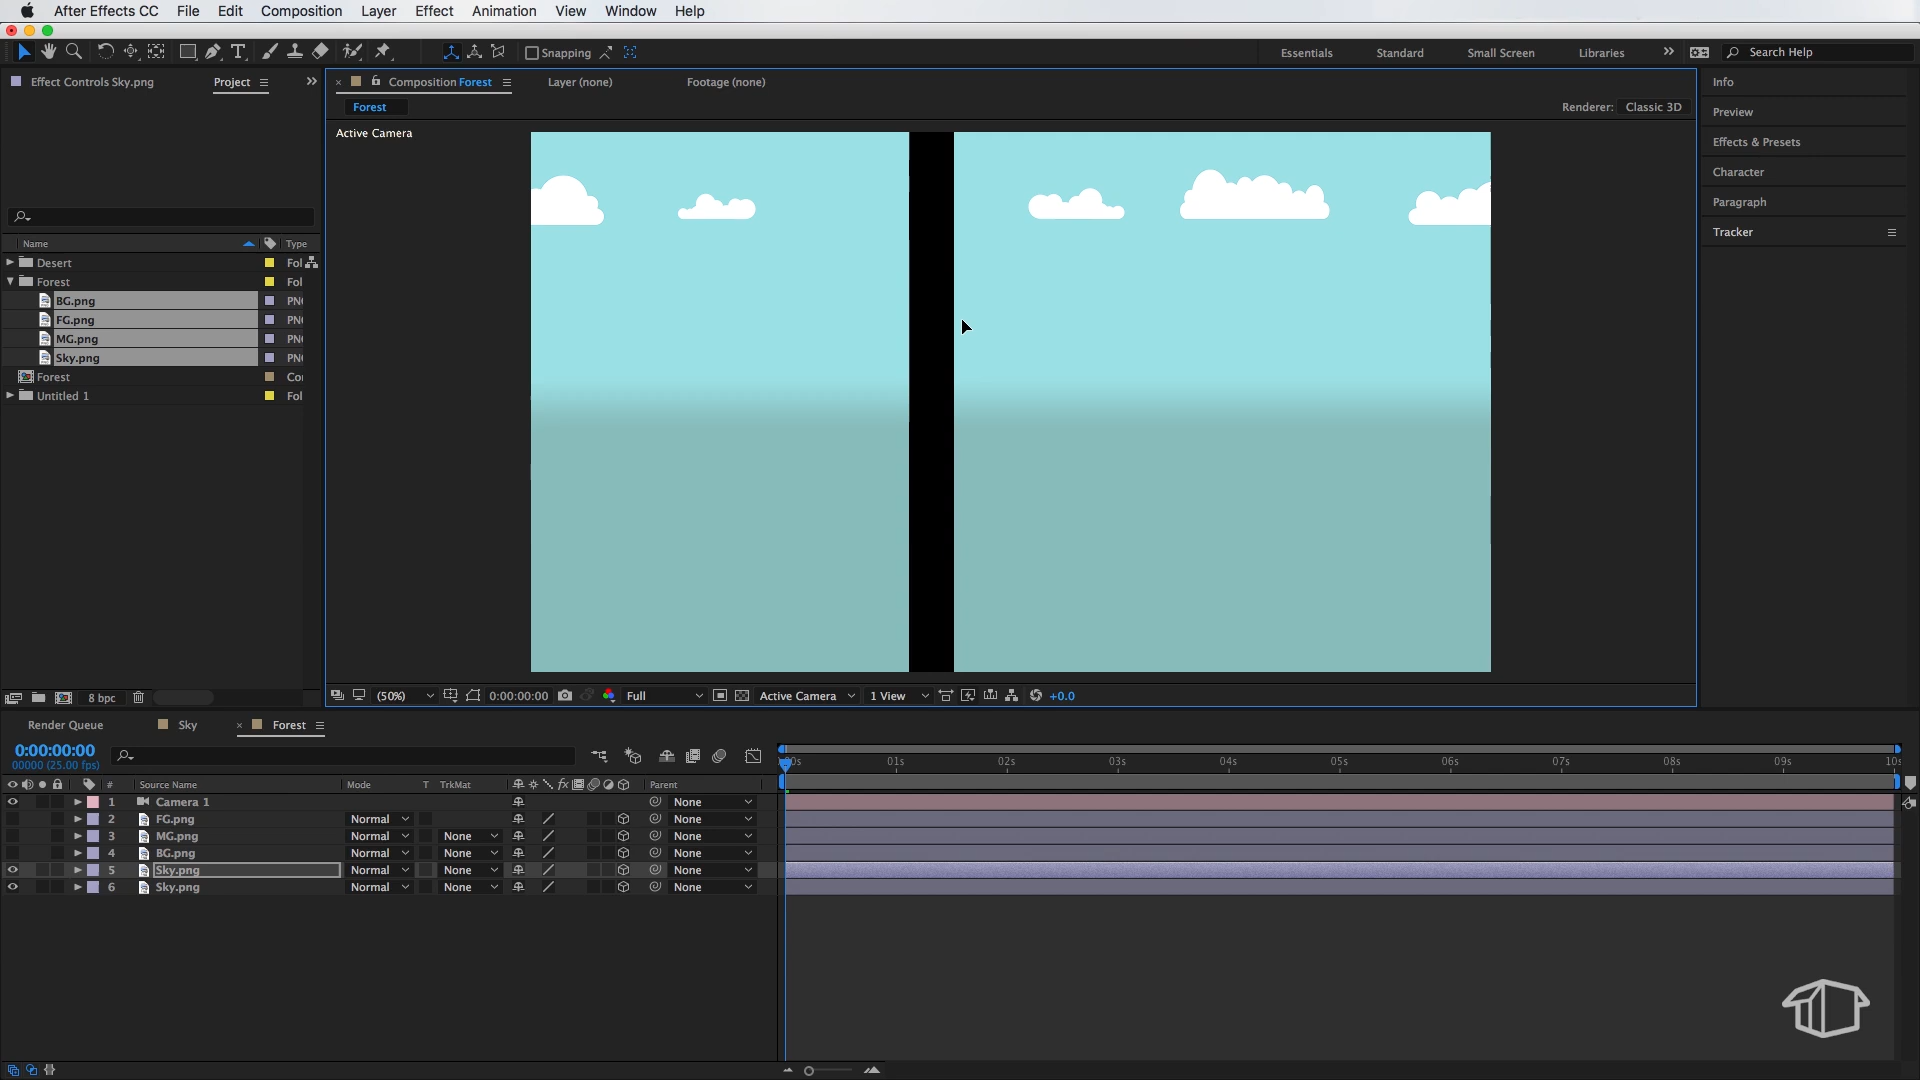 After Effects CC File Edit Composition Layer Effect Animation View Window Help
Snapping Essentials Standard Small Screen Libraries Search Help
Effect Controls Sky.png Project Composition Forest Layer (none) Footage (none)
Forest Renderer: Classic 3D
Active Camera
Info
Preview
Effects & Presets
Character
Paragraph
Tracker
Name Type
Desert Fol
Forest Fol
BG.png PN
FG.png PN
MG.png PN
Sky.png PN
Forest Co
Untitled 1 Fol
8 bpc (50%) 0:00:00:00 Full Active Camera 1 View +0.0
Render Queue Sky Forest
0:00:00:00
00000 (25.00 fps)
01s 02s 03s 04s 05s 06s 07s 08s 09s 10s
# Source Name Mode T TrkMat fx Parent
1 Camera 1 None
2 FG.png Normal None
3 MG.png Normal None None
4 BG.png Normal None None
5 Sky.png Normal None None
6 Sky.png Normal None None